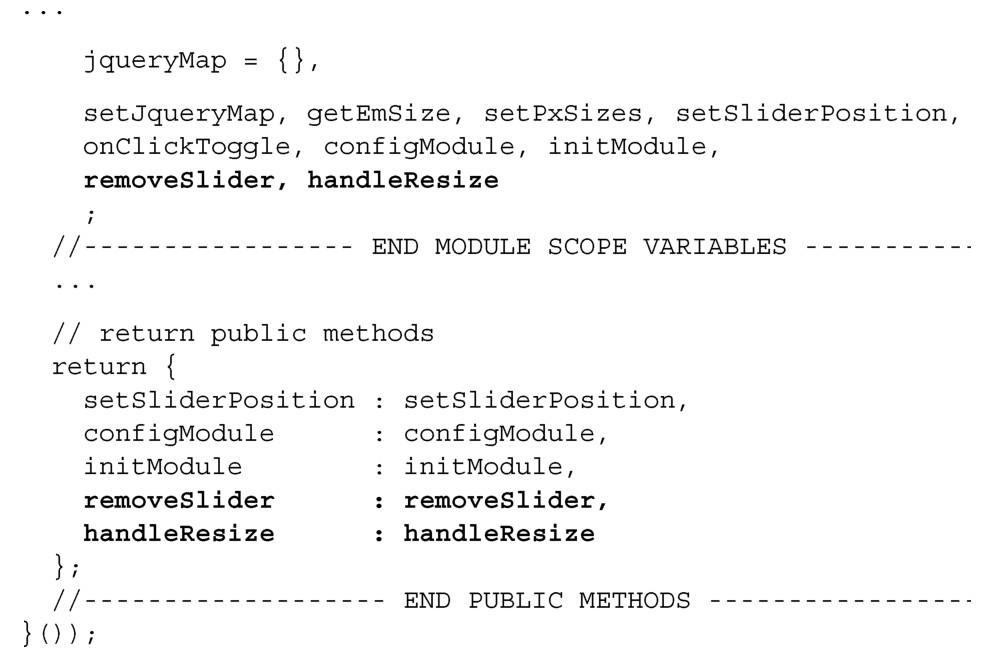 ...
jqueryMap = {},
setJqueryMap, getEmSize, setPxSizes, setSliderPosition,
onClickToggle, configModule, initModule,
removeSlider, handleResize
;
//----------------- END MODULE SCOPE VARIABLES -----------
...
// return public methods
return {
setSliderPosition : setSliderPosition,
configModule : configModule,
initModule : initModule,
removeSlider : removeSlider,
handleResize : handleResize
};
//------------------- END PUBLIC METHODS -----------------
}());